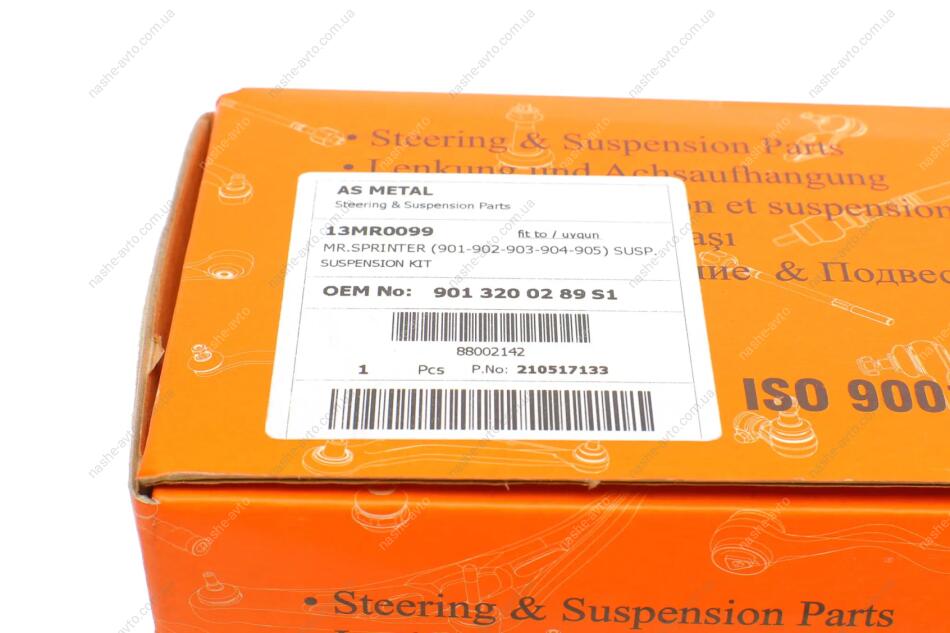 • Steering & Suspension Parts
• Lenkung und Achsaufhangung
n et suspension
aşı
ние & Подвес
ISO 900
AS METAL
Steering & Suspension Parts
13MR0099 fit to / uygun
MR.SPRINTER (901-902-903-904-905) SUSP.
SUSPENSION KIT
OEM No: 901 320 02 89 S1
88002142
1 Pcs P.No: 210517133
• Steering & Suspension Parts
nashe-avto.com.ua